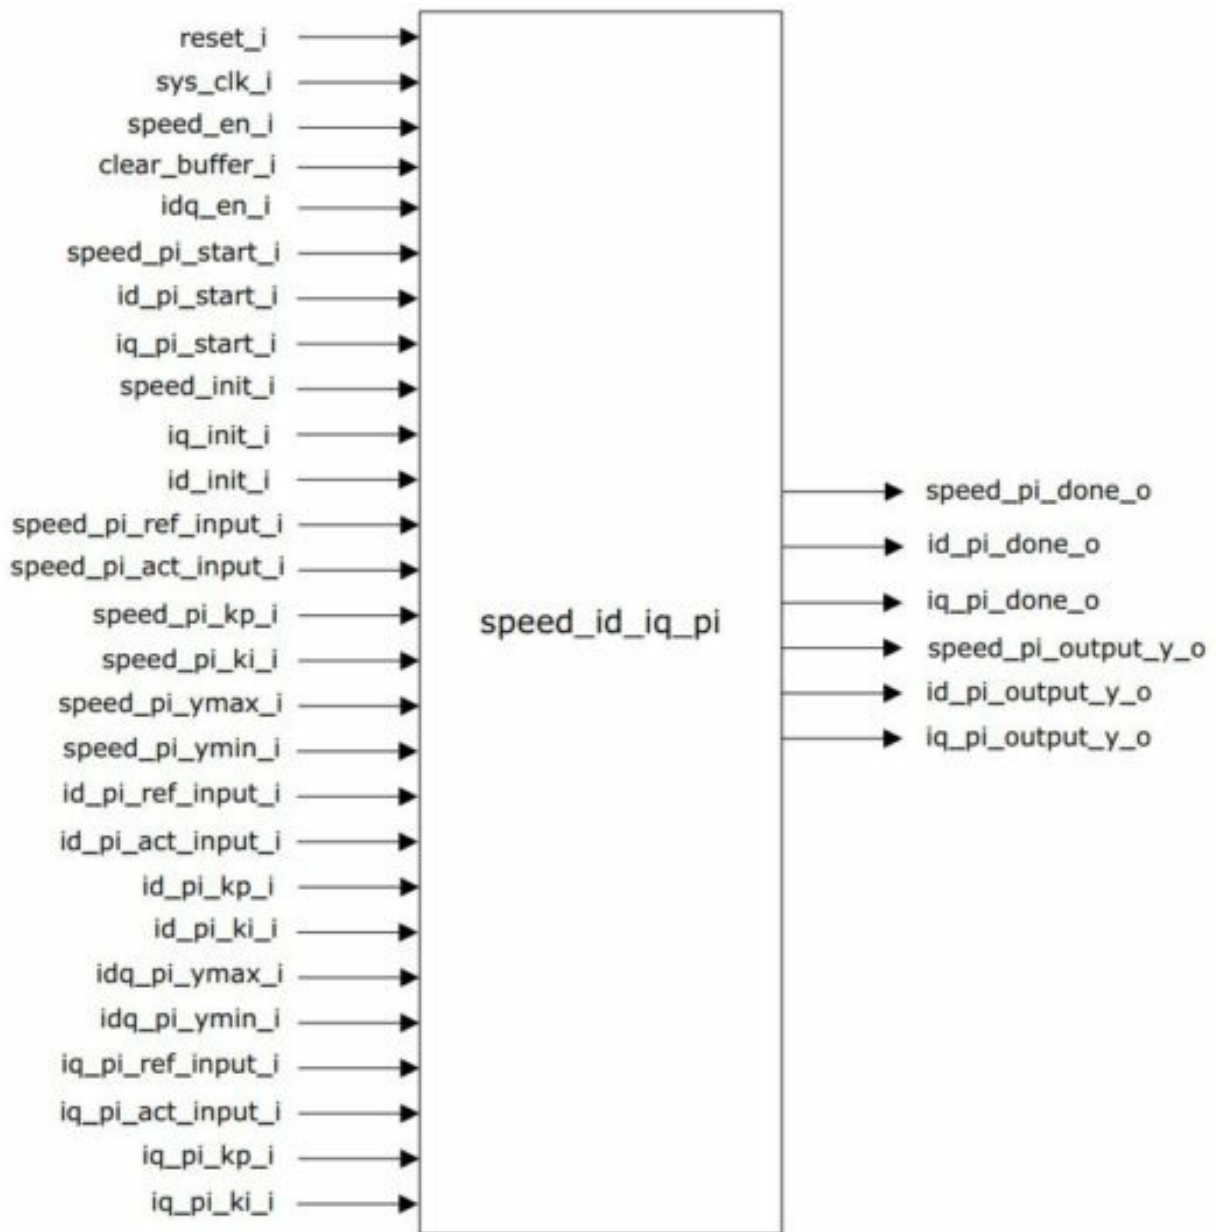 reset_i
sys_clk_i
speed_en_i
clear_buffer_i
idq_en_i
speed_pi_start_i
id_pi_start_i
iq_pi_start_i
speed_init_i
iq_init_i
id_init_i
speed_pi_ref_input_i
speed_pi_act_input_i
speed_pi_kp_i
speed_pi_ki_i
speed_pi_ymax_i
speed_pi_ymin_i
id_pi_ref_input_i
id_pi_act_input_i
id_pi_kp_i
id_pi_ki_i
idq_pi_ymax_i
idq_pi_ymin_i
iq_pi_ref_input_i
iq_pi_act_input_i
iq_pi_kp_i
iq_pi_ki_i
speed_id_iq_pi
speed_pi_done_o
id_pi_done_o
iq_pi_done_o
speed_pi_output_y_o
id_pi_output_y_o
iq_pi_output_y_o